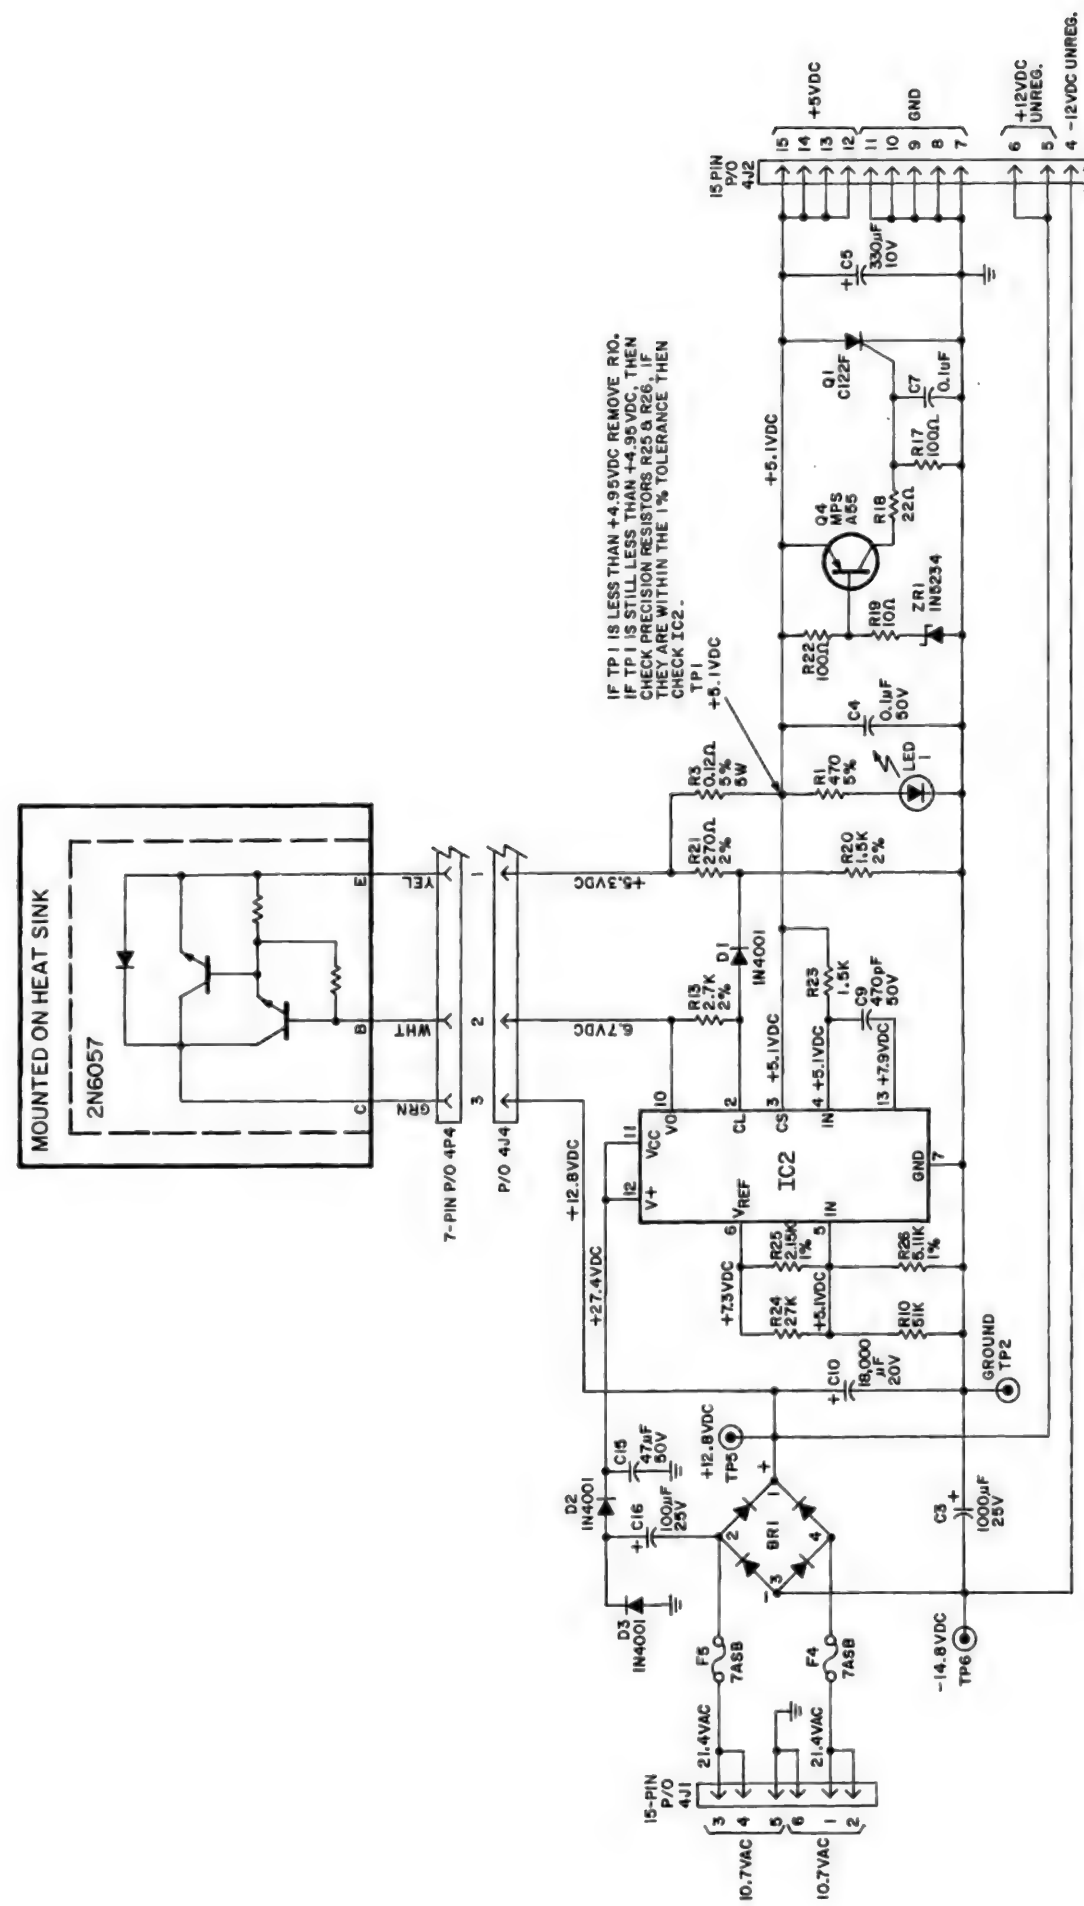 MOUNTED ON HEAT SINK
2N6057
C
B
E
GRN
WHT
YEL
7-PIN P/O 4P4
3
2
1
P/O 4J4
+12.8VDC
6.7VDC
+5.3VDC
+27.4VDC
IF TP1 IS LESS THAN +4.95VDC REMOVE R10.
IF TP1 IS STILL LESS THAN +4.95VDC, THEN
CHECK PRECISION RESISTORS R25 & R26, IF
THEY ARE WITHIN THE 1% TOLERANCE THEN
CHECK IC2.
TP1
+5.1VDC
D3
1N4001
D2
1N4001
C15
47µF
50V
+ C16
100µF
25V
12
V+
11
VCC
10
VO
2
CL
3
CS
4
IN
13
+7.9VDC
IC2
6
VREF
5
IN
GND
7
+7.3VDC
+5.1VDC
R24
27K
R25
2.15K
1%
R10
51K
R26
5.11K
1%
R13
2.7K
2%
D1
1N4001
R21
270Ω
2%
R3
0.12Ω
5%
5W
+5.1VDC
+5.1VDC
R23
1.5K
C9
470pF
50V
R20
1.5K
2%
R1
470
5%
LED
1
C4
0.1µF
50V
R22
100Ω
R19
10Ω
ZR1
1N5234
Q4
MPS
A55
R18
22Ω
R17
100Ω
C7
0.1µF
Q1
C122F
+5.1VDC
+ C5
330µF
10V
15 PIN
P/O
4J2
15
14
13
12
+5VDC
11
10
9
8
7
GND
6
5
+12VDC
UNREG.
4 -12VDC UNREG.
15-PIN
P/O
4J1
3
4
5
6
1
2
10.7VAC
10.7VAC
21.4VAC
21.4VAC
F5
7ASB
F4
7ASB
BR1
1
2
3
4
+
-
+12.8VDC
TP5
+ C10
18,000
µF
20V
GROUND
TP2
C3
+
1000µF
25V
-14.8VDC
TP6